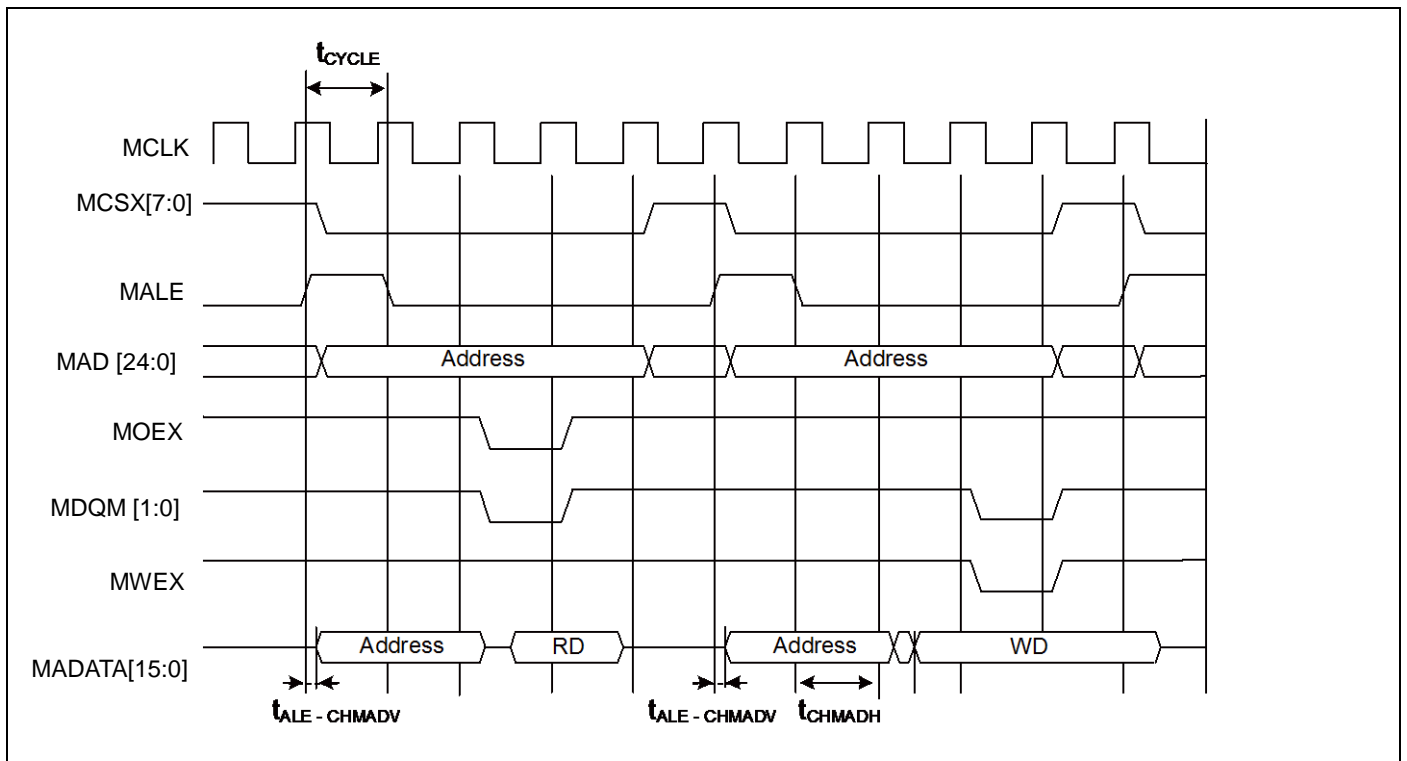 tCYCLE
MCLK
MCSX[7:0]
MALE
MAD [24:0]
Address
Address
MOEX
MDQM [1:0]
MWEX
MADATA[15:0]
Address
RD
Address
WD
tALE - CHMADV
tALE - CHMADV
tCHMADH